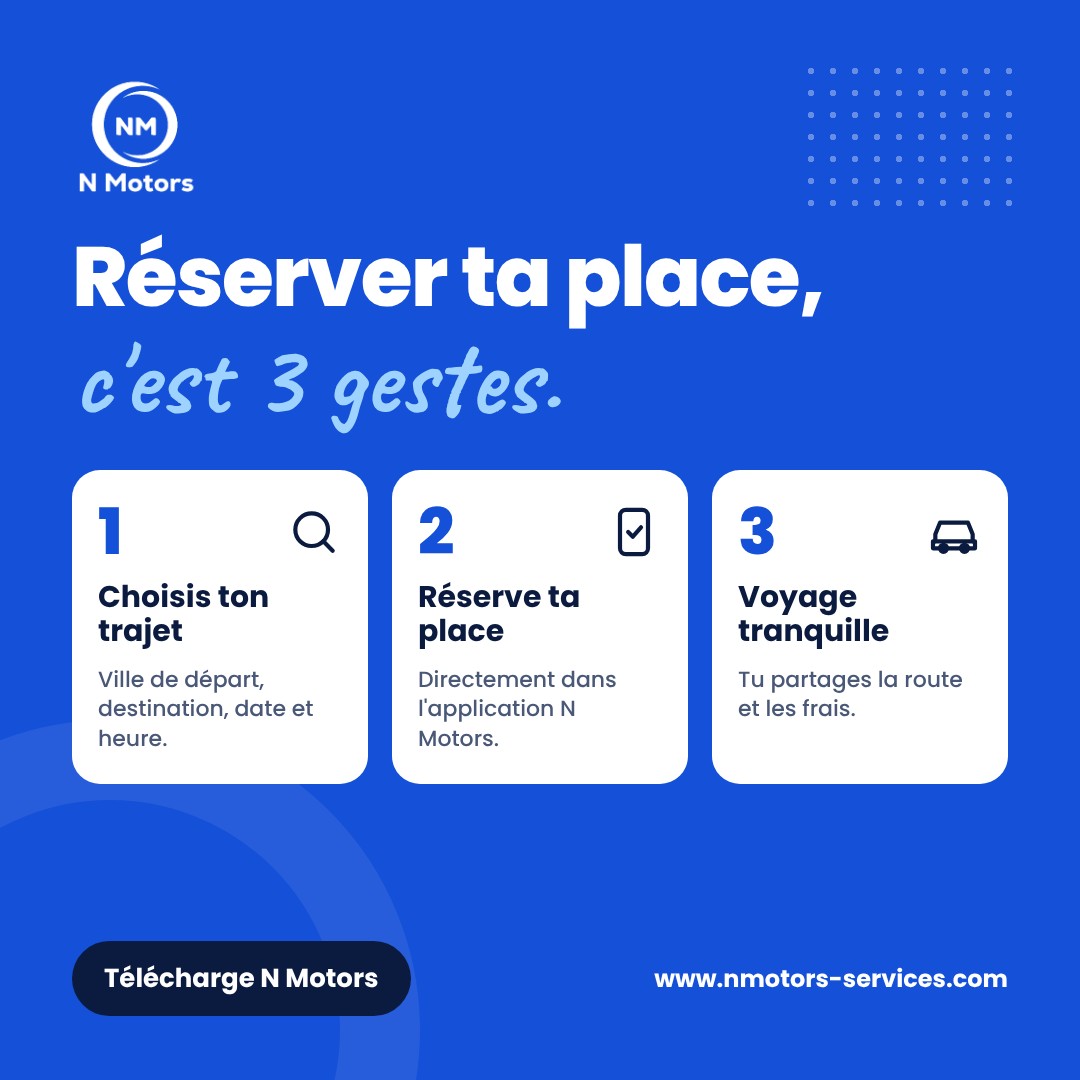 NM
N Motors
Réserver ta place,
c'est 3 gestes.
1
Choisis ton
trajet
Ville de départ,
destination, date et
heure.
2
Réserve ta
place
Directement dans
l'application N
Motors.
3
Voyage
tranquille
Tu partages la route
et les frais.
Télécharge N Motors
www.nmotors-services.com